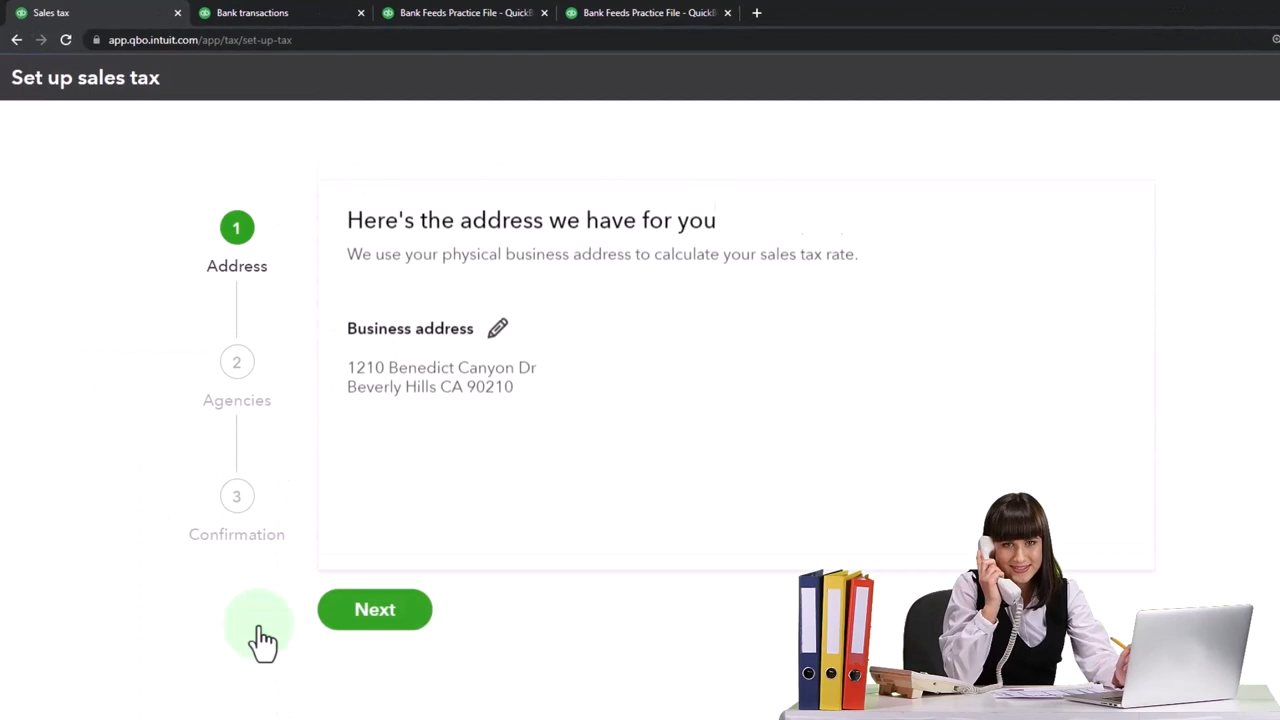 Sales tax
Bank transactions
Bank Feeds Practice File - QuickB
Bank Feeds Practice File - QuickB
app.qbo.intuit.com/app/tax/set-up-tax
Set up sales tax
1
Address
2
Agencies
3
Confirmation
Here's the address we have for you
We use your physical business address to calculate your sales tax rate.
Business address
1210 Benedict Canyon Dr
Beverly Hills CA 90210
Next